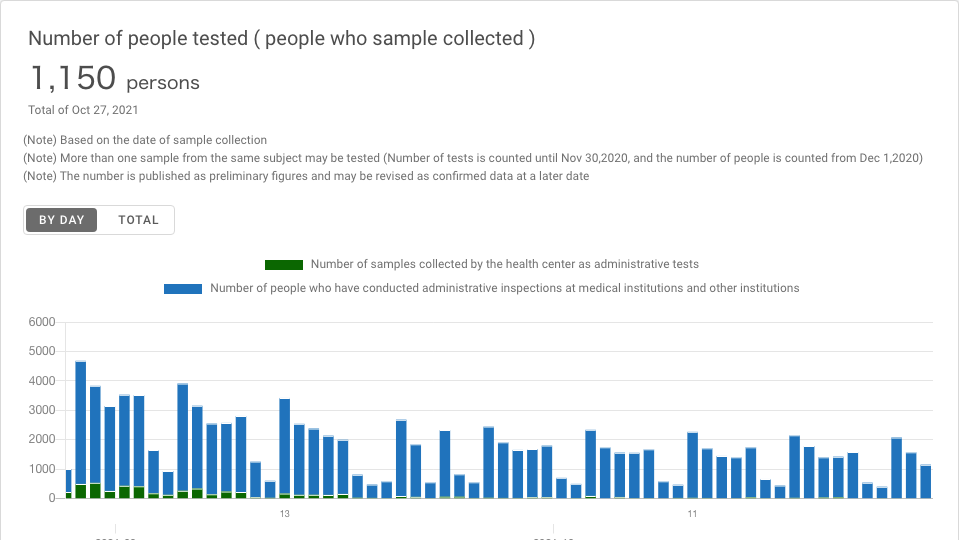 Number of people tested ( people who sample collected )
1,150 persons
Total of Oct 27, 2021
(Note) Based on the date of sample collection
(Note) More than one sample from the same subject may be tested (Number of tests is counted until Nov 30,2020, and the number of people is counted from Dec 1,2020)
(Note) The number is published as preliminary figures and may be revised as confirmed data at a later date
BY DAY TOTAL
Number of samples collected by the health center as administrative tests
Number of people who have conducted administrative inspections at medical institutions and other institutions
6000
5000
4000
3000
2000
1000
0
13 11